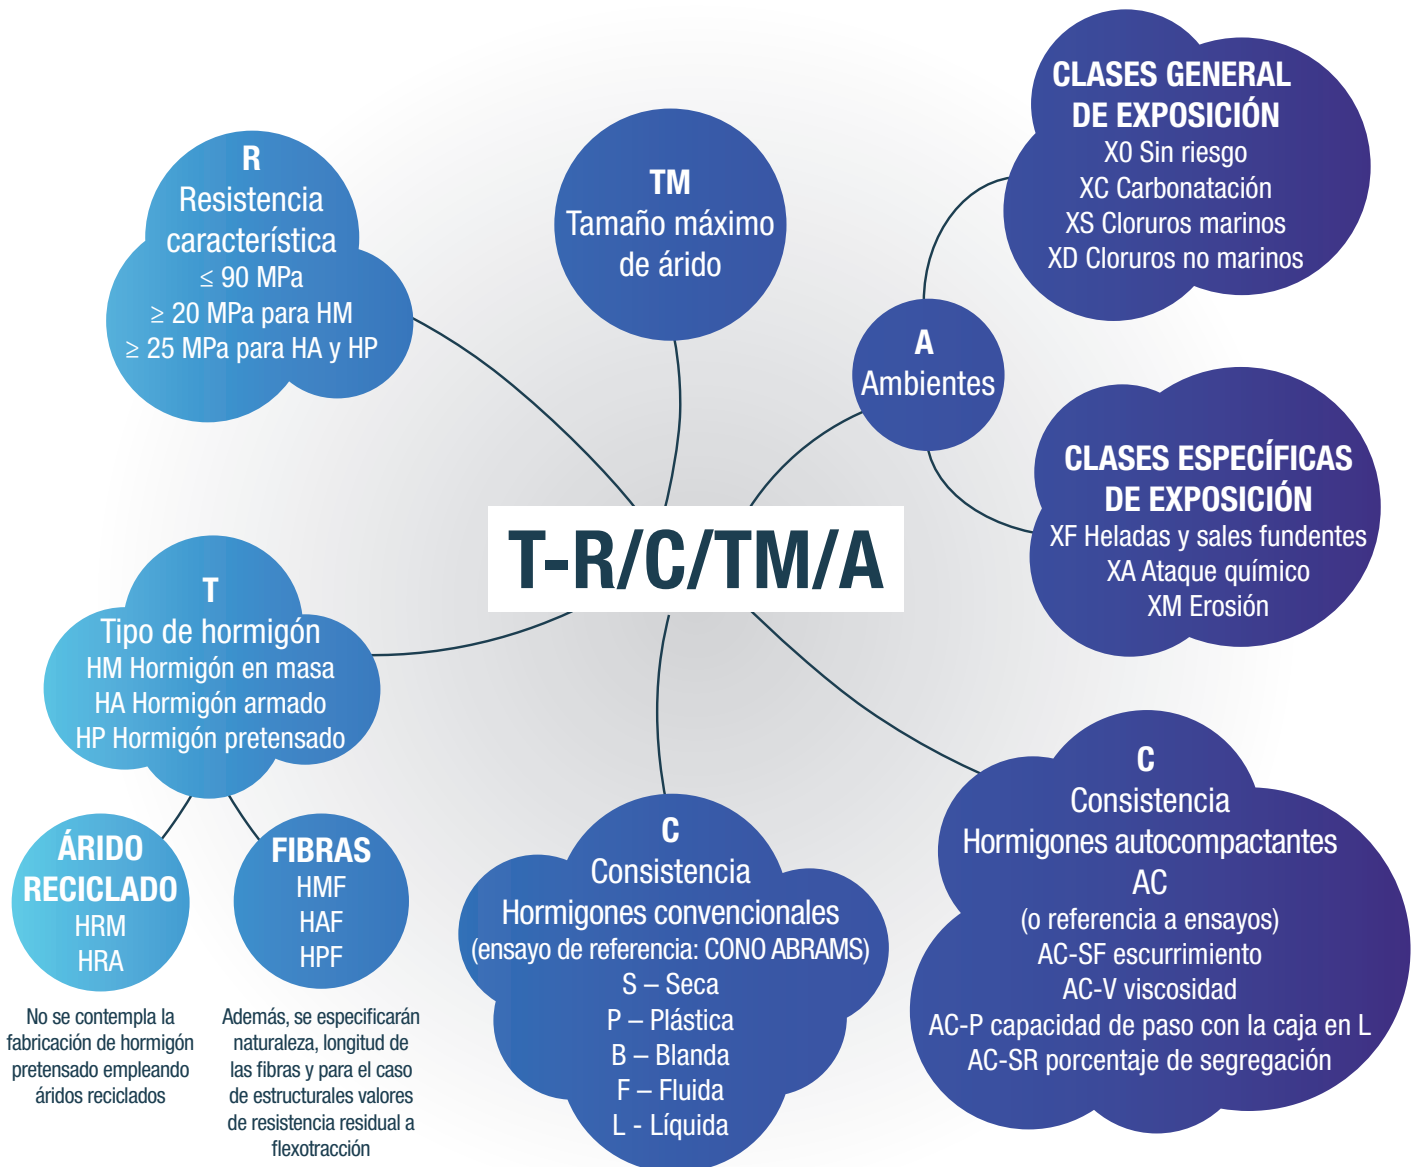 R
Resistencia
característica
≤ 90 MPa
≥ 20 MPa para HM
≥ 25 MPa para HA y HP
TM
Tamaño máximo
de árido
CLASES GENERAL
DE EXPOSICIÓN
X0 Sin riesgo
XC Carbonatación
XS Cloruros marinos
XD Cloruros no marinos
A
Ambientes
CLASES ESPECÍFICAS
DE EXPOSICIÓN
XF Heladas y sales fundentes
XA Ataque químico
XM Erosión
T-R/C/TM/A
T
Tipo de hormigón
HM Hormigón en masa
HA Hormigón armado
HP Hormigón pretensado
ÁRIDO
RECICLADO
HRM
HRA
No se contempla la
fabricación de hormigón
pretensado empleando
áridos reciclados
FIBRAS
HMF
HAF
HPF
Además, se especificarán
naturaleza, longitud de
las fibras y para el caso
de estructurales valores
de resistencia residual a
flexotracción
C
Consistencia
Hormigones convencionales
(ensayo de referencia: CONO ABRAMS)
S – Seca
P – Plástica
B – Blanda
F – Fluida
L - Líquida
C
Consistencia
Hormigones autocompactantes
AC
(o referencia a ensayos)
AC-SF escurrimiento
AC-V viscosidad
AC-P capacidad de paso con la caja en L
AC-SR porcentaje de segregación